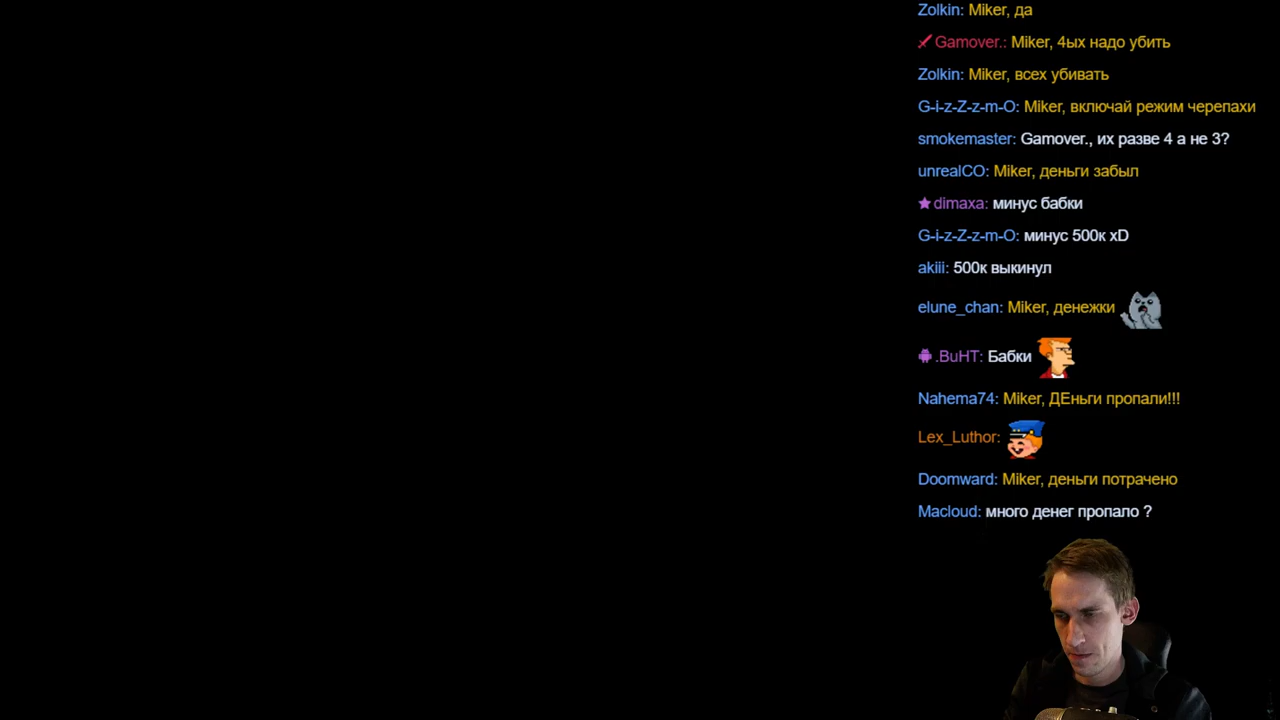 Zolkin: Miker, да
Gamover.: Miker, 4ых надо убить
Zolkin: Miker, всех убивать
G-i-z-Z-z-m-O: Miker, включай режим черепахи
smokemaster: Gamover., их разве 4 а не 3?
unrealCO: Miker, деньги забыл
dimaxa: минус бабки
G-i-z-Z-z-m-O: минус 500к xD
akiii: 500к выкинул
elune_chan: Miker, денежки
.BuHT: Бабки
Nahema74: Miker, ДЕньги пропали!!!
Lex_Luthor:
Doomward: Miker, деньги потрачено
Macloud: много денег пропало ?